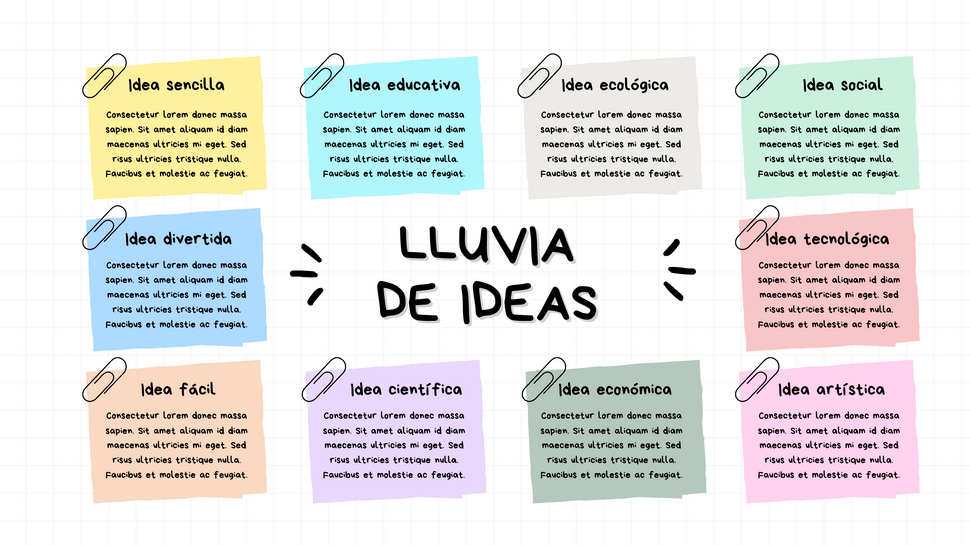 Idea sencilla
Consectetur lorem donec massa
sapien. Sit amet aliquam id diam
maecenas ultricies mi eget. Sed
risus ultricies tristique nulla.
Faucibus et molestie ac feugiat.
Idea educativa
Consectetur lorem donec massa
sapien. Sit amet aliquam id diam
maecenas ultricies mi eget. Sed
risus ultricies tristique nulla.
Faucibus et molestie ac feugiat.
Idea ecológica
Consectetur lorem donec massa
sapien. Sit amet aliquam id diam
maecenas ultricies mi eget. Sed
risus ultricies tristique nulla.
Faucibus et molestie ac feugiat.
Idea social
Consectetur lorem donec massa
sapien. Sit amet aliquam id diam
maecenas ultricies mi eget. Sed
risus ultricies tristique nulla.
Faucibus et molestie ac feugiat.
Idea divertida
Consectetur lorem donec massa
sapien. Sit amet aliquam id diam
maecenas ultricies mi eget. Sed
risus ultricies tristique nulla.
Faucibus et molestie ac feugiat.
LLUVIA
DE IDEAS
Idea tecnológica
Consectetur lorem donec massa
sapien. Sit amet aliquam id diam
maecenas ultricies mi eget. Sed
risus ultricies tristique nulla.
Faucibus et molestie ac feugiat.
Idea fácil
Consectetur lorem donec massa
sapien. Sit amet aliquam id diam
maecenas ultricies mi eget. Sed
risus ultricies tristique nulla.
Faucibus et molestie ac feugiat.
Idea científica
Consectetur lorem donec massa
sapien. Sit amet aliquam id diam
maecenas ultricies mi eget. Sed
risus ultricies tristique nulla.
Faucibus et molestie ac feugiat.
Idea económica
Consectetur lorem donec massa
sapien. Sit amet aliquam id diam
maecenas ultricies mi eget. Sed
risus ultricies tristique nulla.
Faucibus et molestie ac feugiat.
Idea artística
Consectetur lorem donec massa
sapien. Sit amet aliquam id diam
maecenas ultricies mi eget. Sed
risus ultricies tristique nulla.
Faucibus et molestie ac feugiat.